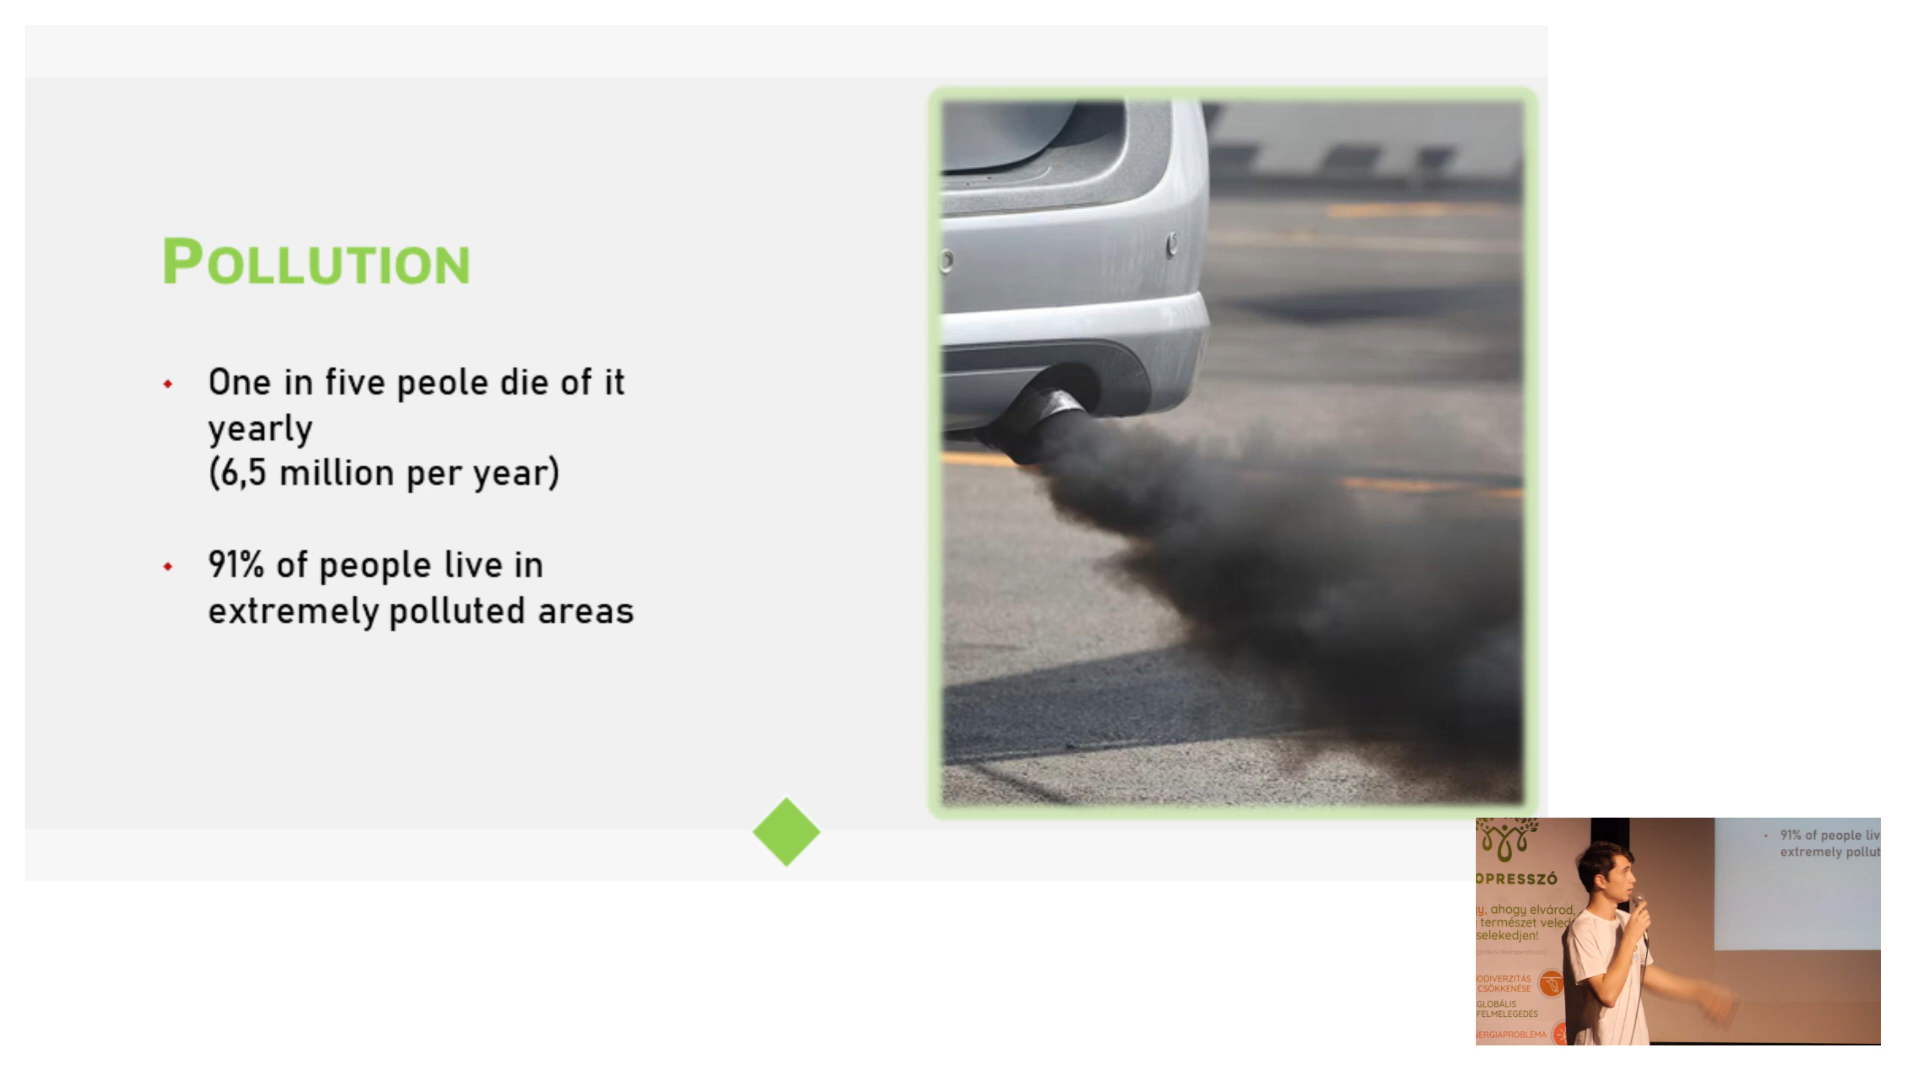 POLLUTION
• One in five peole die of it
yearly
(6,5 million per year)
• 91% of people live in
extremely polluted areas
• 91% of people liv
extremely pollut
OPRESSZÓ
y, ahogy elvárod,
természet veled
selekedjen!
ODIVERZITÁS
CSÖKKENÉSE
GLOBÁLIS
FELMELEGEDÉS
NERGIAPROBLÉMA